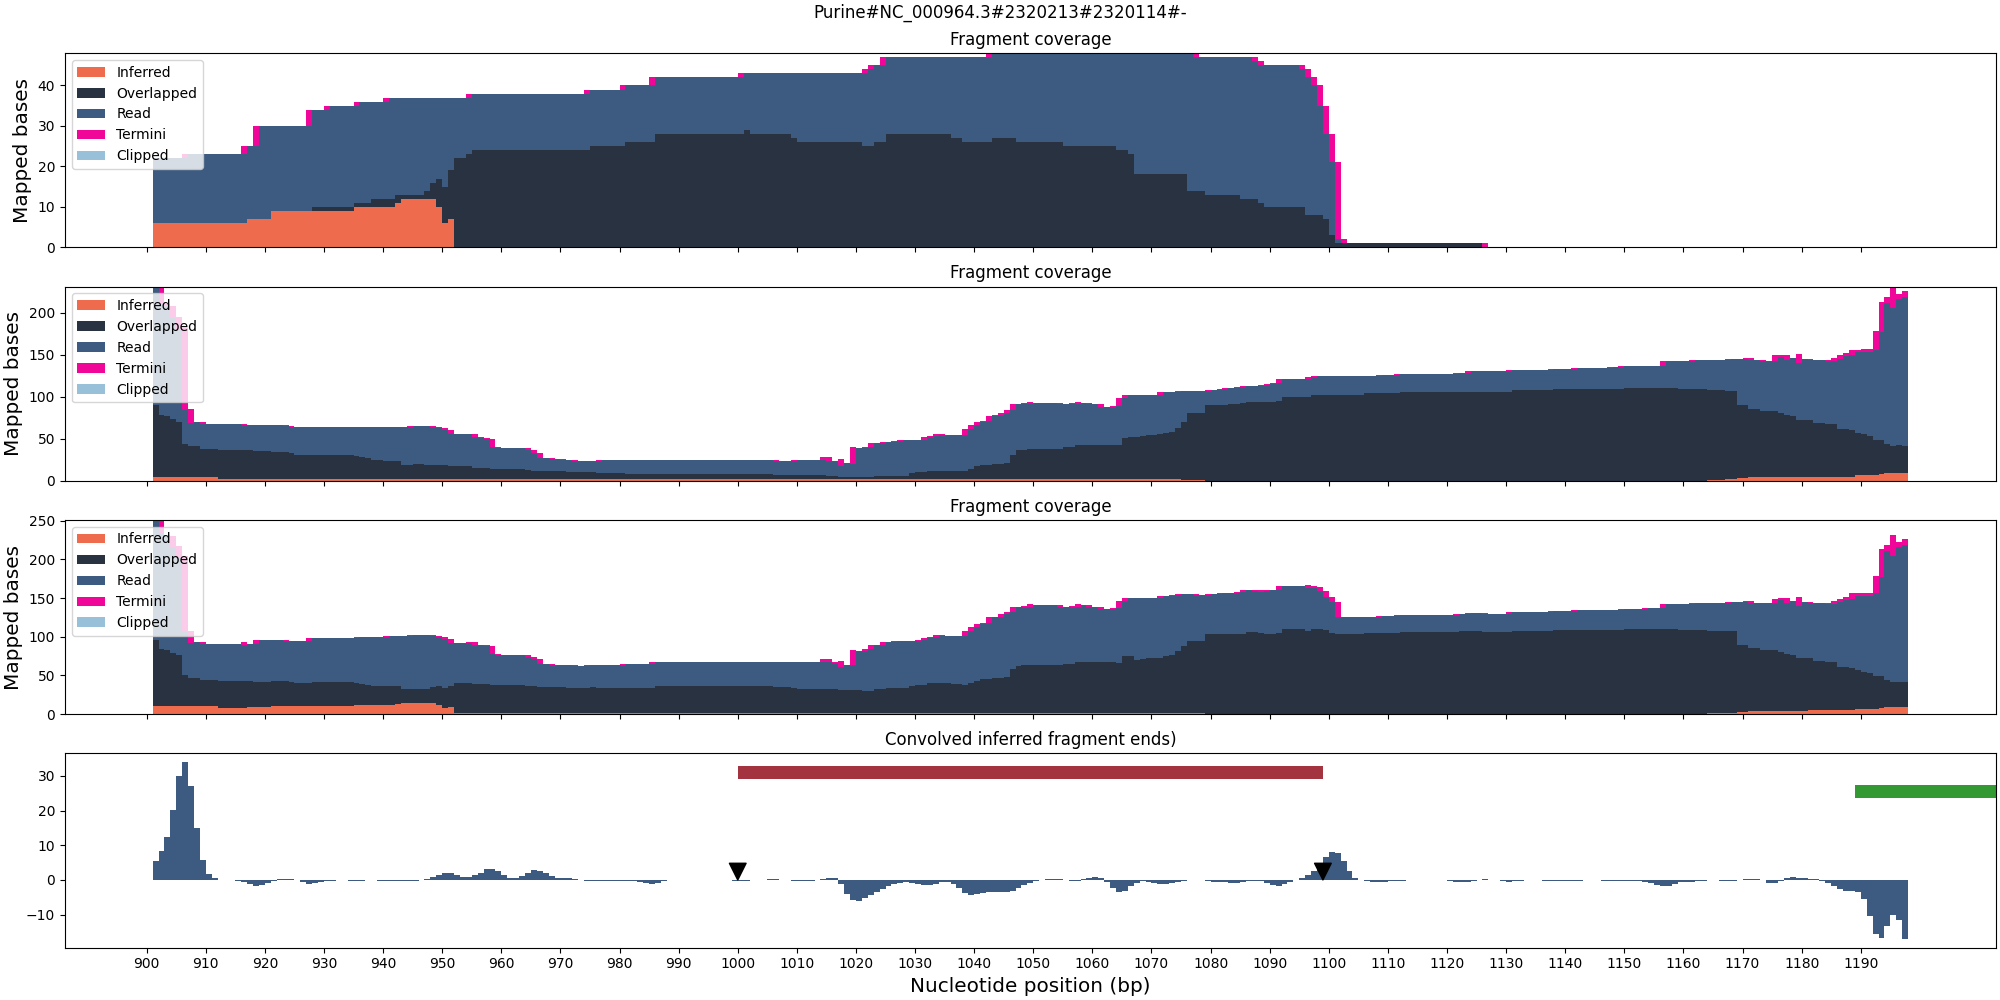 Purine#NC_000964.3#2320213#2320114#-
Fragment coverage
Mapped bases
40
30
20
10
0
Inferred
Overlapped
Read
Termini
Clipped
Fragment coverage
Mapped bases
200
150
100
50
0
Inferred
Overlapped
Read
Termini
Clipped
Fragment coverage
Mapped bases
250
200
150
100
50
0
Inferred
Overlapped
Read
Termini
Clipped
Convolved inferred fragment ends)
30
20
10
0
−10
900 910 920 930 940 950 960 970 980 990 1000 1010 1020 1030 1040 1050 1060 1070 1080 1090 1100 1110 1120 1130 1140 1150 1160 1170 1180 1190
Nucleotide position (bp)